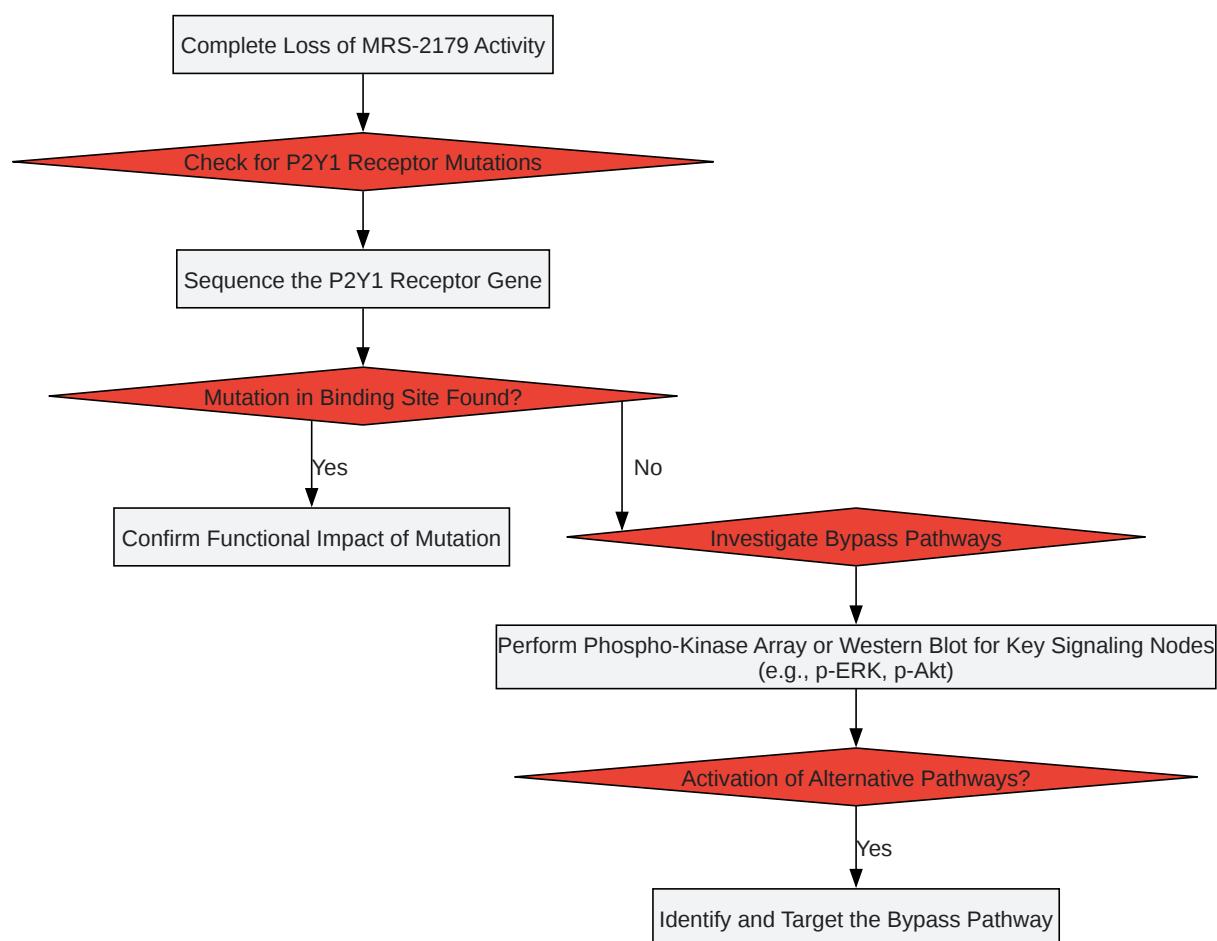 Complete Loss of MRS-2179 Activity
Check for P2Y1 Receptor Mutations
Sequence the P2Y1 Receptor Gene
Mutation in Binding Site Found?
Yes
No
Confirm Functional Impact of Mutation
Investigate Bypass Pathways
Perform Phospho-Kinase Array or Western Blot for Key Signaling Nodes
(e.g., p-ERK, p-Akt)
Activation of Alternative Pathways?
Yes
Identify and Target the Bypass Pathway